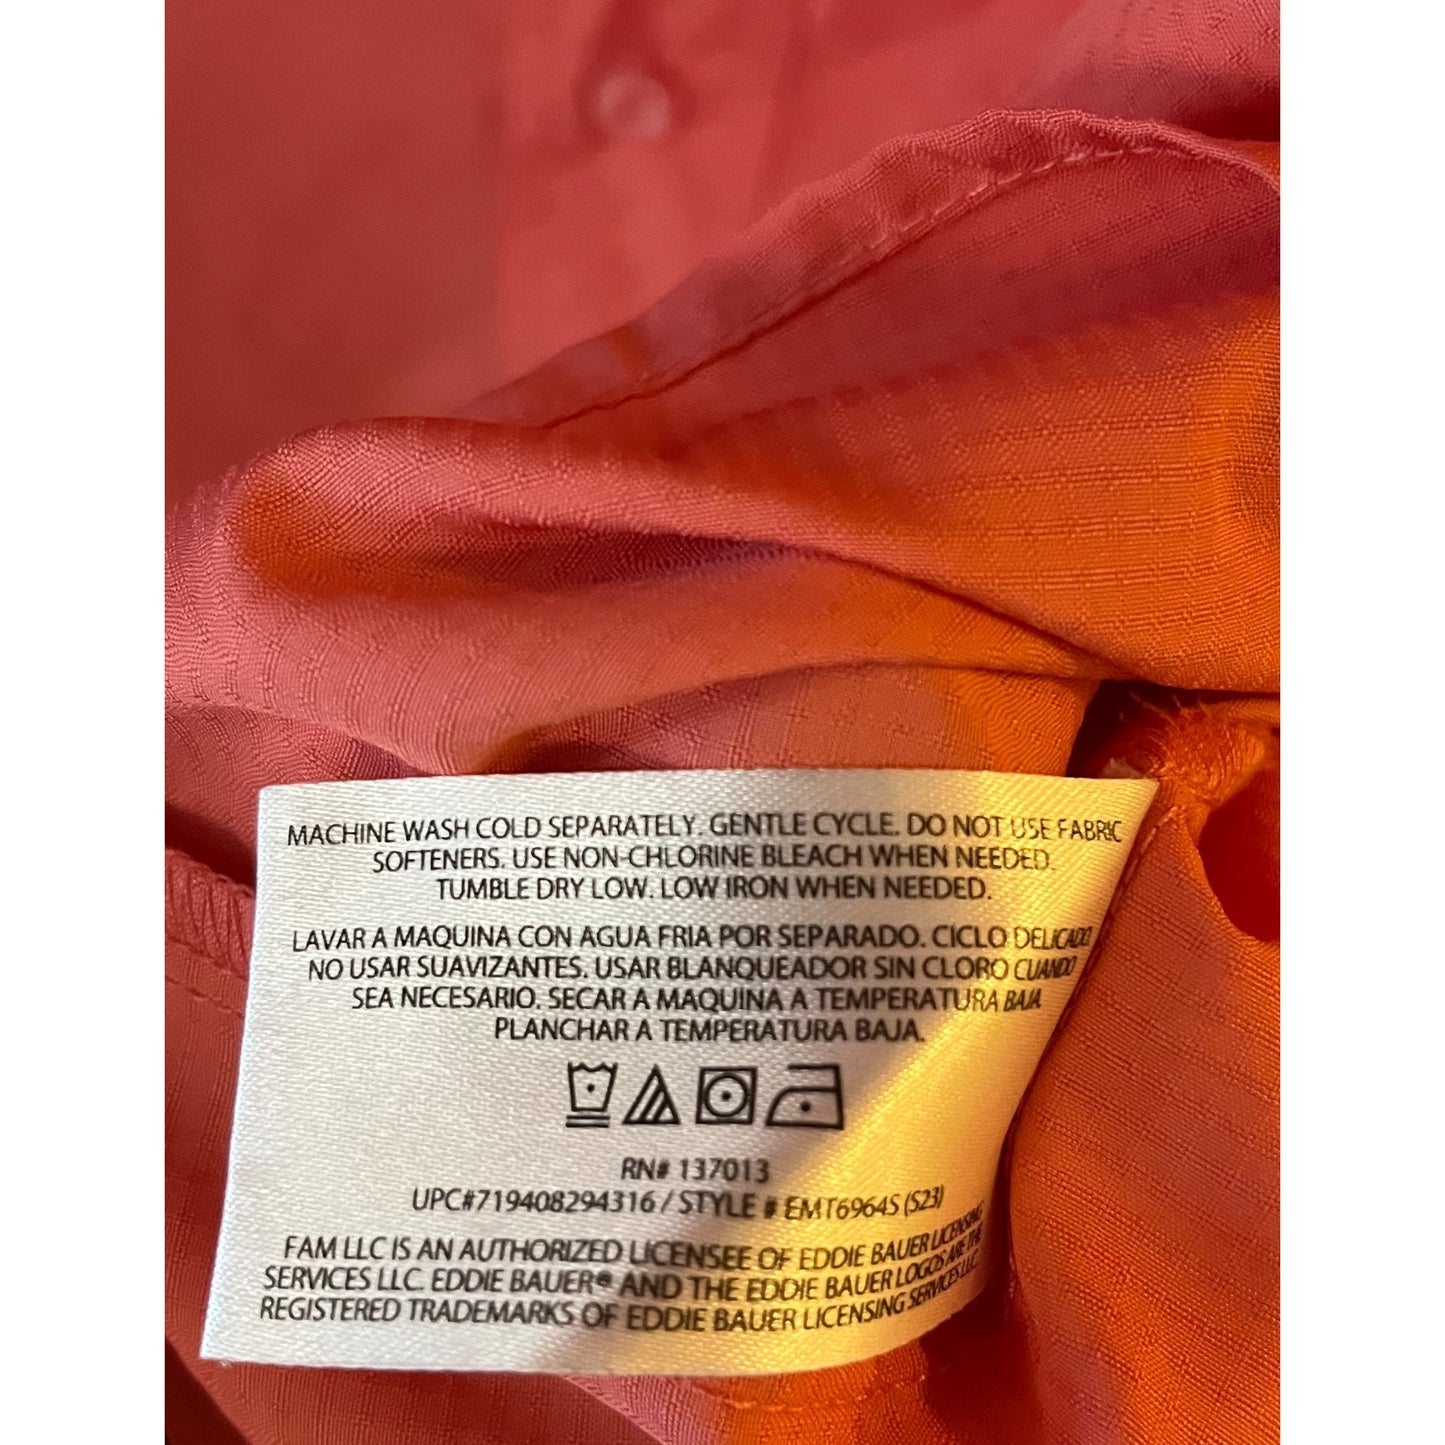 MACHINE WASH COLD SEPARATELY. GENTLE CYCLE. DO NOT USE FABRIC
SOFTENERS. USE NON-CHLORINE BLEACH WHEN NEEDED.
TUMBLE DRY LOW. LOW IRON WHEN NEEDED.
LAVAR A MAQUINA CON AGUA FRIA POR SEPARADO. CICLO DELICADO.
NO USAR SUAVIZANTES. USAR BLANQUEADOR SIN CLORO CUANDO
SEA NECESARIO. SECAR A MAQUINA A TEMPERATURA BAJA
PLANCHAR A TEMPERATURA BAJA.
RN# 137013
UPC#719408294316 / STYLE # EMT6964S (S23)
FAM LLC IS AN AUTHORIZED LICENSEE OF EDDIE BAUER LICENSING
SERVICES LLC. EDDIE BAUER® AND THE EDDIE BAUER LOGOS ARE THE
REGISTERED TRADEMARKS OF EDDIE BAUER LICENSING SERVICES LLC.